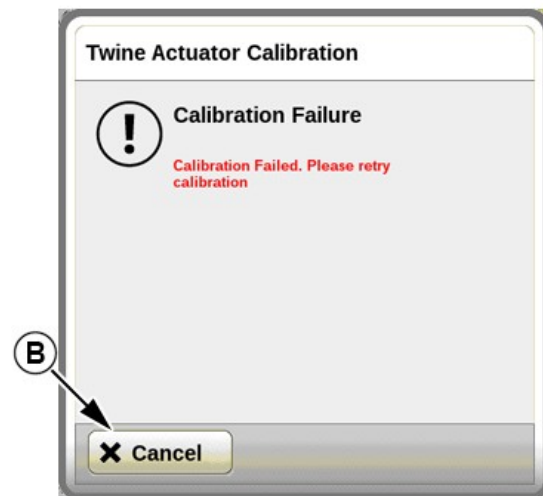 Twine Actuator Calibration
Calibration Failure
Calibration Failed. Please retry
calibration
B
Cancel